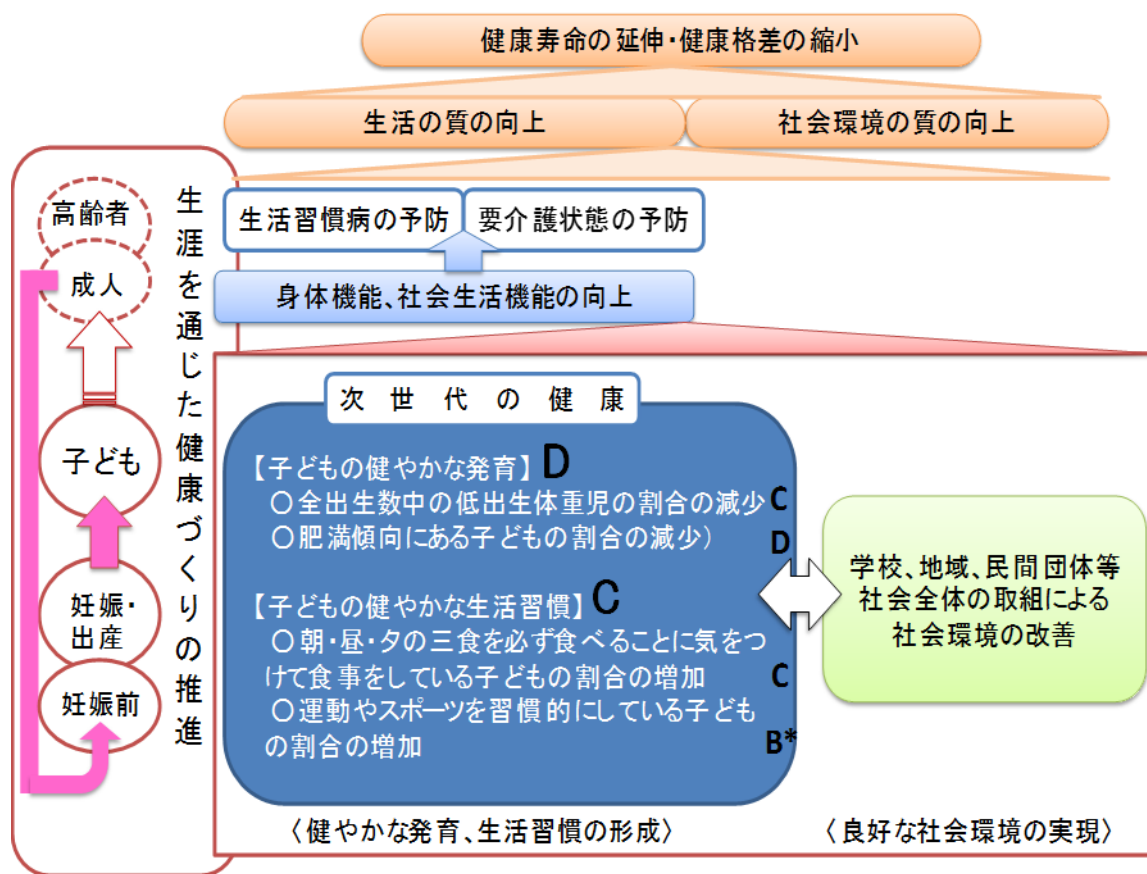 健康寿命の延伸・健康格差の縮小
生活の質の向上
社会環境の質の向上
高齢者
成人
子ども
妊娠・
出産
妊娠前
生涯を通じた健康づくりの推進
生活習慣病の予防
要介護状態の予防
身体機能、社会生活機能の向上
次世代の健康
【子どもの健やかな発育】D
〇全出生数中の低出生体重児の割合の減少 C
〇肥満傾向にある子どもの割合の減少) D
【子どもの健やかな生活習慣】C
〇朝・昼・夕の三食を必ず食べることに気をつ
けて食事をしている子どもの割合の増加 C
〇運動やスポーツを習慣的にしている子ども
の割合の増加 B*
〈健やかな発育、生活習慣の形成〉
学校、地域、民間団体等
社会全体の取組による
社会環境の改善
〈良好な社会環境の実現〉